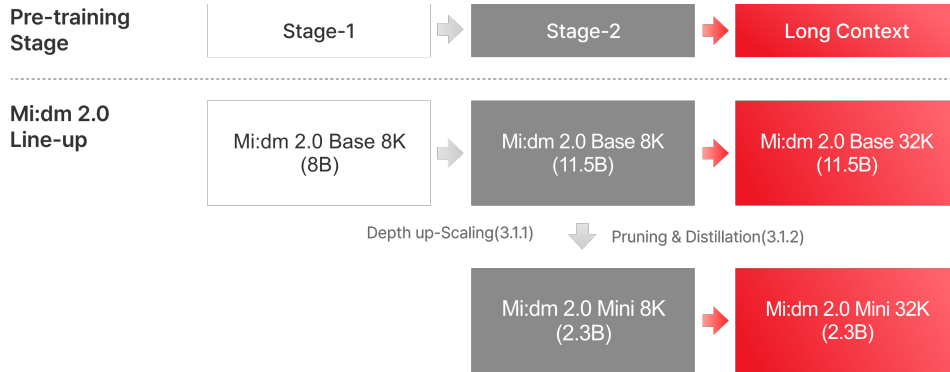 Pre-training
Stage
Stage-1
Stage-2
Long Context
Mi:dm 2.0
Line-up
Mi:dm 2.0 Base 8K
(8B)
Mi:dm 2.0 Base 8K
(11.5B)
Mi:dm 2.0 Base 32K
(11.5B)
Depth up-Scaling(3.1.1)
Pruning & Distillation(3.1.2)
Mi:dm 2.0 Mini 8K
(2.3B)
Mi:dm 2.0 Mini 32K
(2.3B)